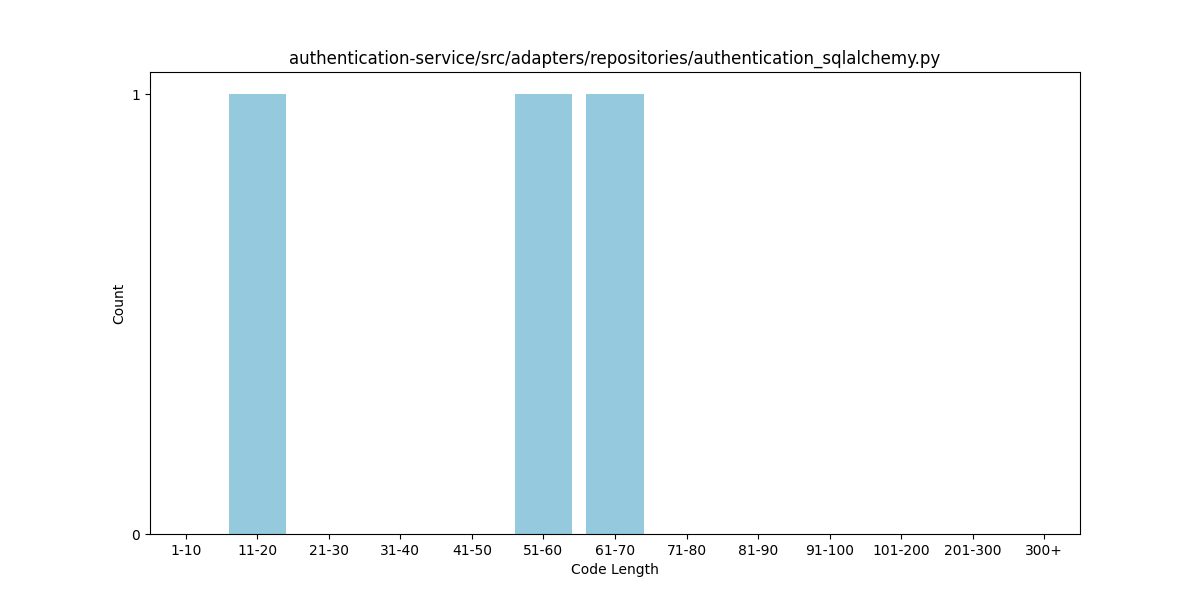 authentication-service/src/adapters/repositories/authentication_sqlalchemy.py
1
Count
0
1-10 11-20 21-30 31-40 41-50 51-60 61-70 71-80 81-90 91-100 101-200 201-300 300+
Code Length